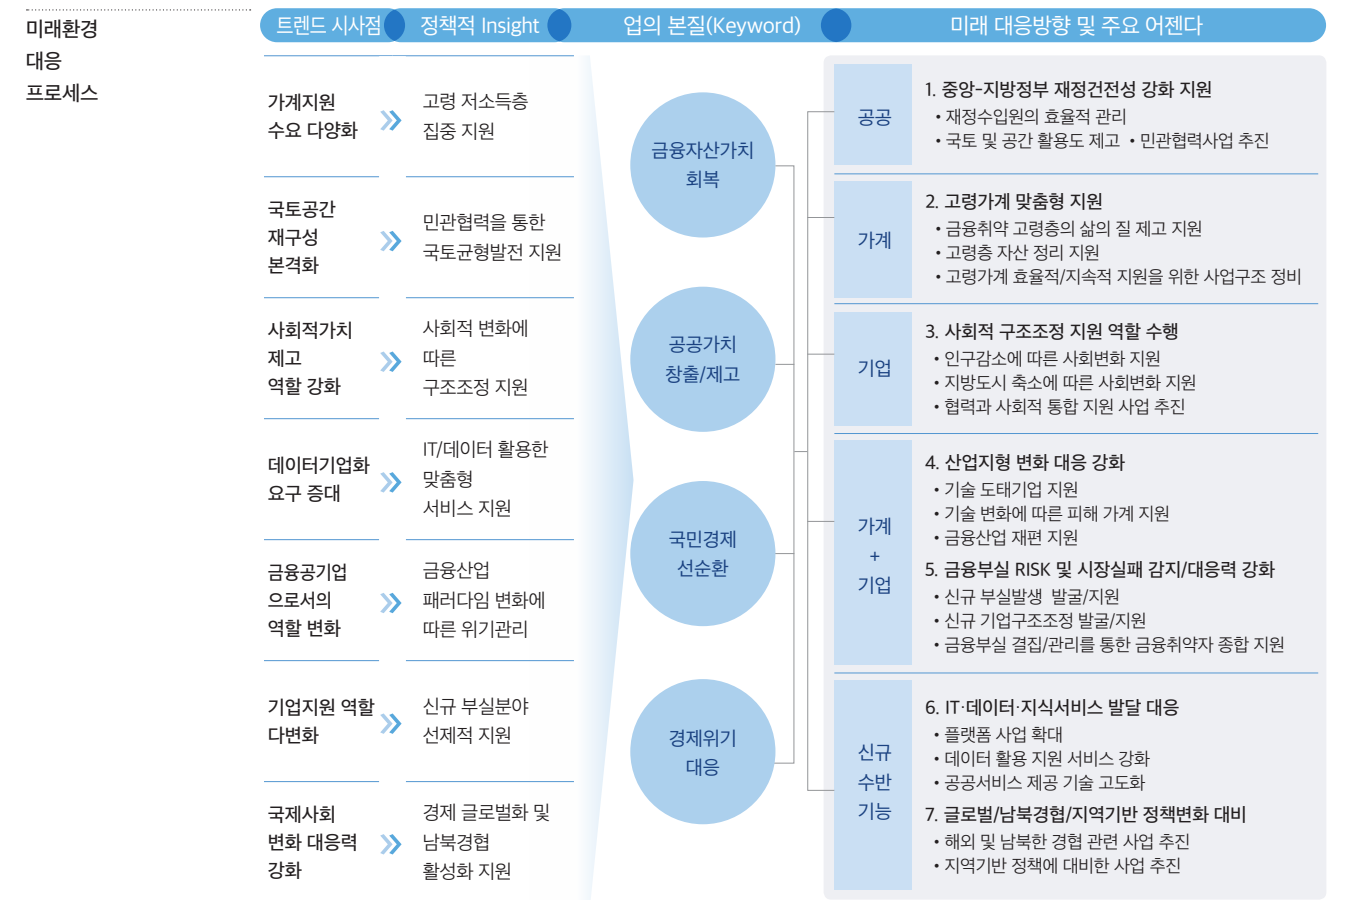 미래환경
대응
프로세스
트렌드 시사점
정책적 Insight
업의 본질(Keyword)
미래 대응방향 및 주요 어젠다
가계지원
수요 다양화
고령 저소득층
집중 지원
국토공간
재구성
본격화
민관협력을 통한
국토균형발전 지원
사회적가치
제고
역할 강화
사회적 변화에
따른
구조조정 지원
데이터기업화
요구 증대
IT/데이터 활용한
맞춤형
서비스 지원
금융공기업
으로서의
역할 변화
금융산업
패러다임 변화에
따른 위기관리
기업지원 역할
다변화
신규 부실분야
선제적 지원
국제사회
변화 대응력
강화
경제 글로벌화 및
남북경협
활성화 지원
금융자산가치
회복
공공가치
창출/제고
국민경제
선순환
경제위기
대응
공공
1. 중앙-지방정부 재정건전성 강화 지원
• 재정수입원의 효율적 관리
• 국토 및 공간 활용도 제고 • 민관협력사업 추진
가계
2. 고령가계 맞춤형 지원
• 금융취약 고령층의 삶의 질 제고 지원
• 고령층 자산 정리 지원
• 고령가계 효율적/지속적 지원을 위한 사업구조 정비
기업
3. 사회적 구조조정 지원 역할 수행
• 인구감소에 따른 사회변화 지원
• 지방도시 축소에 따른 사회변화 지원
• 협력과 사회적 통합 지원 사업 추진
가계
+
기업
4. 산업지형 변화 대응 강화
• 기술 도태기업 지원
• 기술 변화에 따른 피해 가계 지원
• 금융산업 재편 지원
5. 금융부실 RISK 및 시장실패 감지/대응력 강화
• 신규 부실발생 발굴/지원
• 신규 기업구조조정 발굴/지원
• 금융부실 결집/관리를 통한 금융취약자 종합 지원
신규
수반
기능
6. IT·데이터·지식서비스 발달 대응
• 플랫폼 사업 확대
• 데이터 활용 지원 서비스 강화
• 공공서비스 제공 기술 고도화
7. 글로벌/남북경협/지역기반 정책변화 대비
• 해외 및 남북한 경협 관련 사업 추진
• 지역기반 정책에 대비한 사업 추진